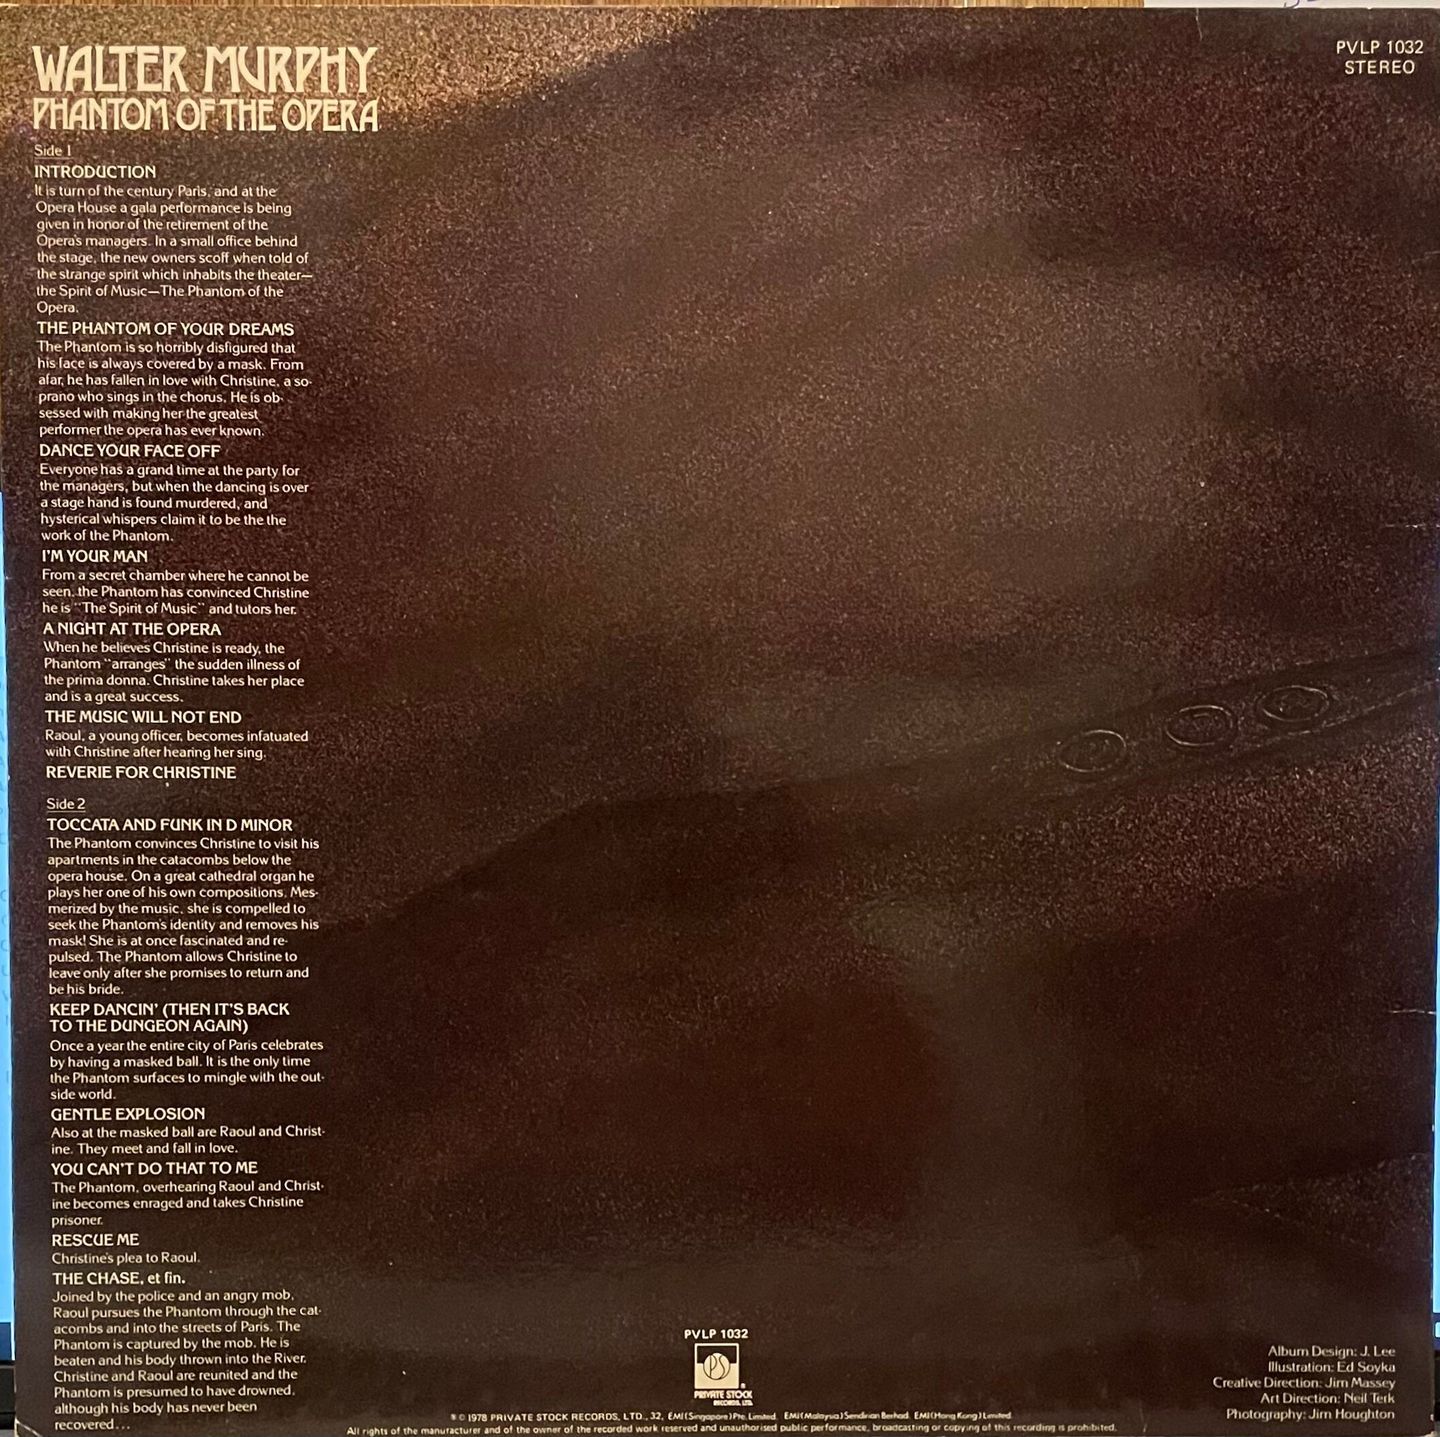 WALTER MURPHY
PHANTOM OF THE OPERA
PVLP 1032
STEREO
Side 1
INTRODUCTION
It is turn of the century Paris, and at the
Opera House a gala performance is being
given in honor of the retirement of the
Opera's managers. In a small office behind
the stage, the new owners scoff when told of
the strange spirit which inhabits the theater—
the Spirit of Music—The Phantom of the
Opera.
THE PHANTOM OF YOUR DREAMS
The Phantom is so horribly disfigured that
his face is always covered by a mask. From
afar, he has fallen in love with Christine, a so-
prano who sings in the chorus. He is ob-
sessed with making her the greatest
performer the opera has ever known.
DANCE YOUR FACE OFF
Everyone has a grand time at the party for
the managers, but when the dancing is over
a stage hand is found murdered, and
hysterical whispers claim it to be the the
work of the Phantom.
I'M YOUR MAN
From a secret chamber where he cannot be
seen, the Phantom has convinced Christine
he is "The Spirit of Music" and tutors her.
A NIGHT AT THE OPERA
When he believes Christine is ready, the
Phantom "arranges" the sudden illness of
the prima donna. Christine takes her place
and is a great success.
THE MUSIC WILL NOT END
Raoul, a young officer, becomes infatuated
with Christine after hearing her sing.
REVERIE FOR CHRISTINE
Side 2
TOCCATA AND FUNK IN D MINOR
The Phantom convinces Christine to visit his
apartments in the catacombs below the
opera house. On a great cathedral organ he
plays her one of his own compositions. Mes-
merized by the music, she is compelled to
seek the Phantom's identity and removes his
mask! She is at once fascinated and re-
pulsed. The Phantom allows Christine to
leave only after she promises to return and
be his bride.
KEEP DANCIN' (THEN IT'S BACK
TO THE DUNGEON AGAIN)
Once a year the entire city of Paris celebrates
by having a masked ball. It is the only time
the Phantom surfaces to mingle with the out-
side world.
GENTLE EXPLOSION
Also at the masked ball are Raoul and Christ-
ine. They meet and fall in love.
YOU CAN'T DO THAT TO ME
The Phantom, overhearing Raoul and Christ-
ine becomes enraged and takes Christine
prisoner.
RESCUE ME
Christine's plea to Raoul.
THE CHASE, et fin.
Joined by the police and an angry mob,
Raoul pursues the Phantom through the cat-
acombs and into the streets of Paris. The
Phantom is captured by the mob. He is
beaten and his body thrown into the River.
Christine and Raoul are reunited and the
Phantom is presumed to have drowned,
although his body has never been
recovered...
PVLP 1032
PS
PRIVATE STOCK
RECORDS, LTD.
Album Design: J. Lee
Illustration: Ed Soyka
Creative Direction: Jim Massey
Art Direction: Neil Terk
Photography: Jim Houghton
℗ © 1978 PRIVATE STOCK RECORDS, LTD., 32, EMI (Singapore) Pte. Limited. EMI (Malaysia) Sendirian Berhad. EMI (Hong Kong) Limited.
All rights of the manufacturer and of the owner of the recorded work reserved and unauthorised public performance, broadcasting or copying of this recording is prohibited.